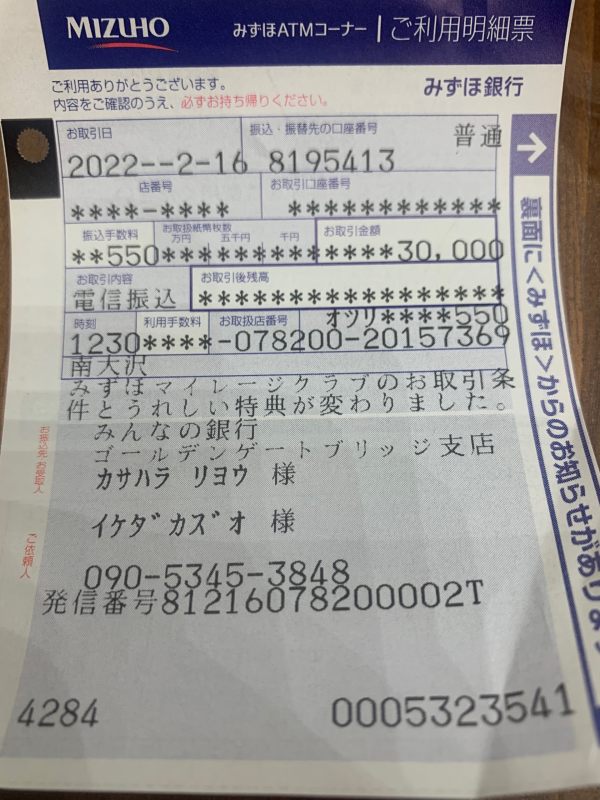 MIZUHO みずほATMコーナー ご利用明細票
ご利用ありがとうございます。
内容をご確認のうえ、必ずお持ち帰りください。
みずほ銀行
お取引日 振込・振替先の口座番号 普通
2022--2-16 8195413
店番号 お取引口座番号
****-**** ************
振込手数料 お取扱紙幣枚数 お取引金額
万円 五千円 千円
**550*************30,000
お取引内容 お取引後残高
電信振込 *****************
オツリ****550
時刻 利用手数料 お取扱店番号
1230****-078200-20157369
南大沢
みずほマイレージクラブのお取引条
件とうれしい特典が変わりました。
みんなの銀行
ゴールデンゲートブリッジ支店
お振込先 お受取人
カサハラ リヨウ 様
ご依頼人
イケダカズオ 様
090-5345-3848
発信番号81216078200002T
4284 0005323541
裏面に<みずほ>からのお知らせがありま